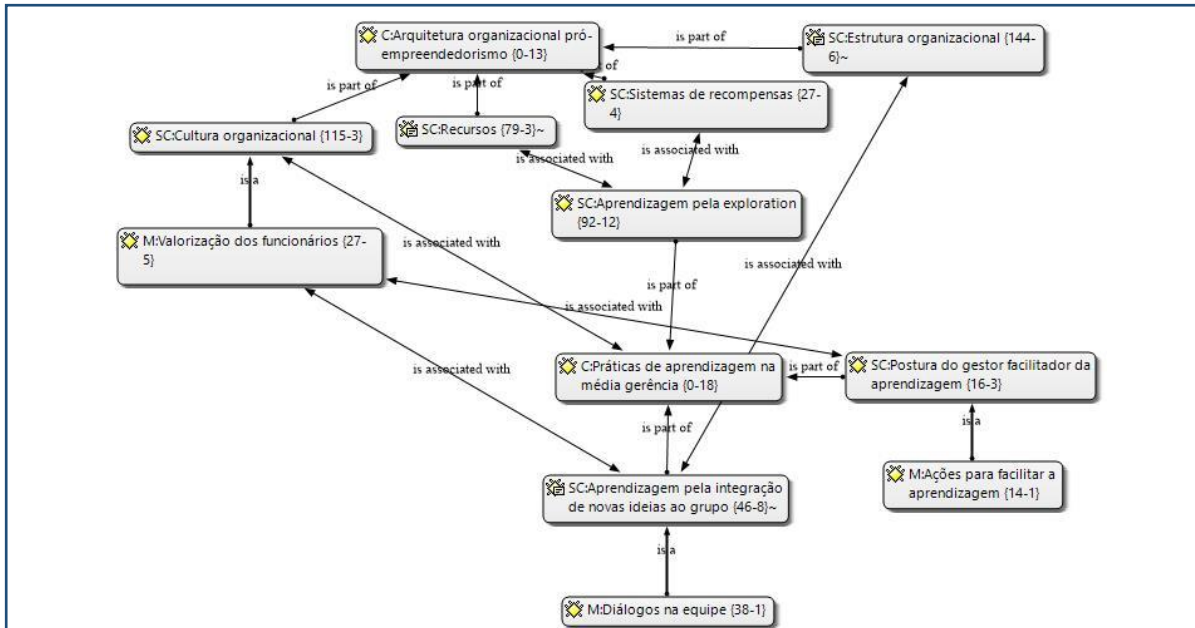 C:Arquitetura organizacional pró-
empreendedorismo {0-13}
is part of
SC:Estrutura organizacional {144-
6}~
of
is part of
is part of
SC:Sistemas de recompensas {27-
4}
SC:Cultura organizacional {115-3}
SC:Recursos {79-3}~
is associated with
is associated with
is a
SC:Aprendizagem pela exploration
{92-12}
M:Valorização dos funcionários {27-
5}
is associated with
is associated with
is part of
is associated with
C:Práticas de aprendizagem na
média gerência {0-18}
is part of
SC:Postura do gestor facilitador da
aprendizagem {16-3}
is associated with
is part of
is a
M:Ações para facilitar a
aprendizagem {14-1}
SC:Aprendizagem pela integração
de novas ideias ao grupo {46-8}~
is a
M:Diálogos na equipe {38-1}